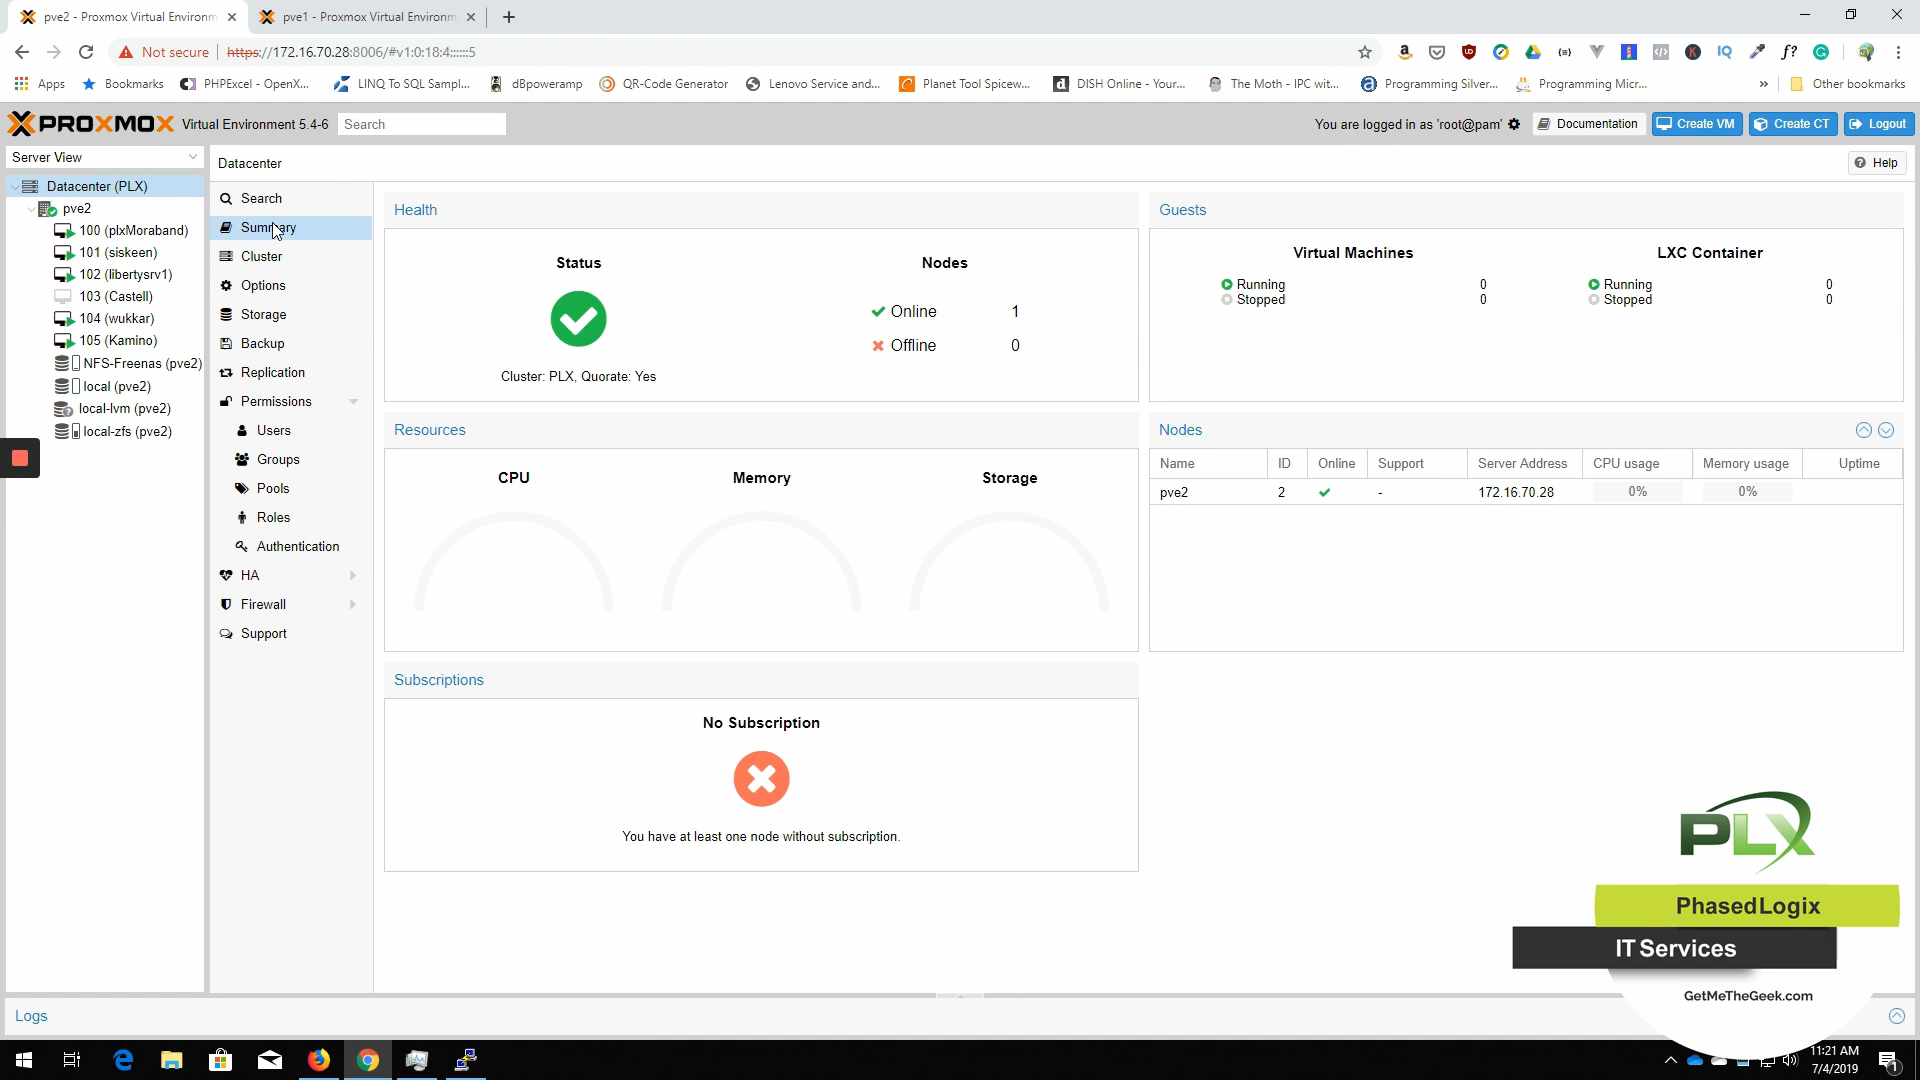 pve2 - Proxmox Virtual Environm
pve1 - Proxmox Virtual Environm
Not secure
https://172.16.70.28:8006/#v1:0:18:4::::::5
Apps
Bookmarks
PHPExcel - OpenX...
LINQ To SQL Sampl...
dBpoweramp
QR-Code Generator
Lenovo Service and...
Planet Tool Spicew...
DISH Online - Your...
The Moth - IPC wit...
Programming Silver...
Programming Micr...
»
Other bookmarks
PROXMOX
Virtual Environment 5.4-6
Search
You are logged in as 'root@pam'
Documentation
Create VM
Create CT
Logout
Server View
Datacenter
Help
Datacenter (PLX)
pve2
100 (plxMoraband)
101 (siskeen)
102 (libertysrv1)
103 (Castell)
104 (wukkar)
105 (Kamino)
NFS-Freenas (pve2)
local (pve2)
local-lvm (pve2)
local-zfs (pve2)
Search
Summary
Cluster
Options
Storage
Backup
Replication
Permissions
Users
Groups
Pools
Roles
Authentication
HA
Firewall
Support
Health
Status
Cluster: PLX, Quorate: Yes
Nodes
Online 1
Offline 0
Guests
Virtual Machines
Running 0
Stopped 0
LXC Container
Running 0
Stopped 0
Resources
CPU
Memory
Storage
Nodes
Name ID Online Support Server Address CPU usage Memory usage Uptime
pve2 2 - 172.16.70.28 0% 0%
Subscriptions
No Subscription
You have at least one node without subscription.
PLX
PhasedLogix
IT Services
GetMeTheGeek.com
Logs
11:21 AM
7/4/2019
1